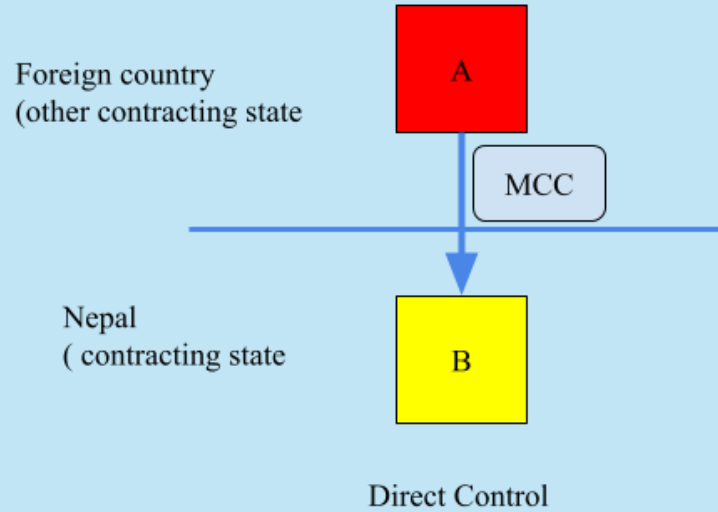 A
Foreign country
(other contracting state
MCC
Nepal
( contracting state
B
Direct Control